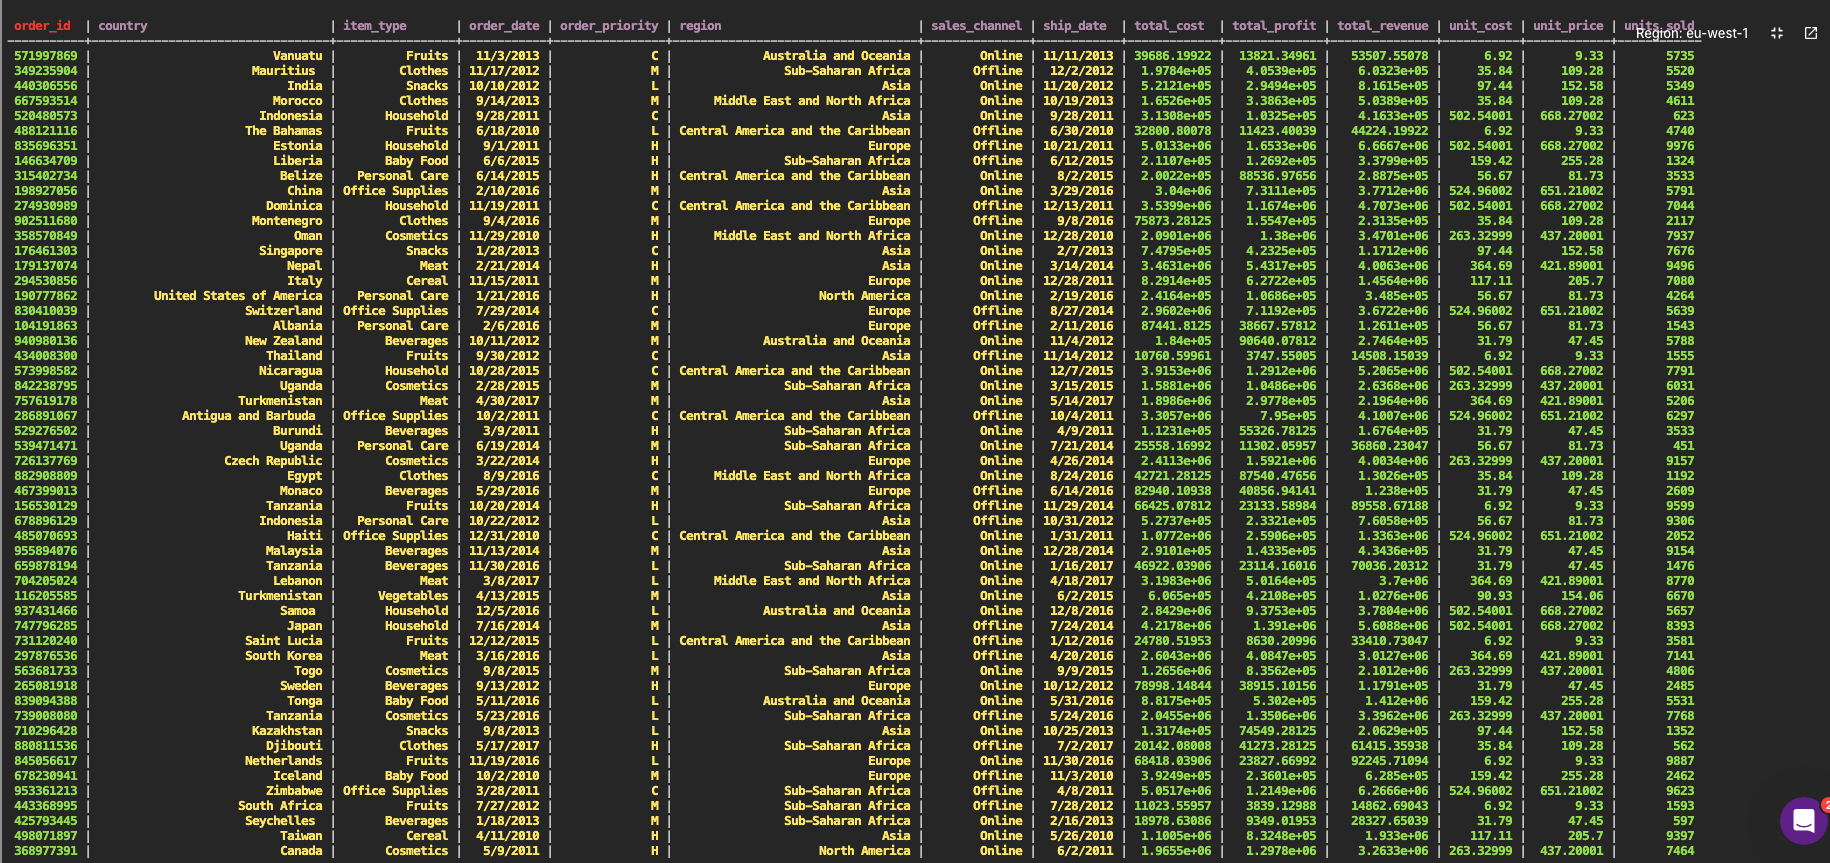 order_id | country | item_type | order_date | order_priority | region | sales_channel | ship_date | total_cost | total_profit | total_revenue | unit_cost | unit_price | units_sold
Region: eu-west-1
571997869 | Vanuatu | Fruits | 11/3/2013 | C | Australia and Oceania | Online | 11/11/2013 | 39686.19922 | 13821.34961 | 53507.55078 | 6.92 | 9.33 | 5735
349235904 | Mauritius | Clothes | 11/17/2012 | M | Sub-Saharan Africa | Offline | 12/2/2012 | 1.9784e+05 | 4.0539e+05 | 6.0323e+05 | 35.84 | 109.28 | 5520
440306556 | India | Snacks | 10/10/2012 | L | Asia | Online | 11/20/2012 | 5.2121e+05 | 2.9494e+05 | 8.1615e+05 | 97.44 | 152.58 | 5349
667593514 | Morocco | Clothes | 9/14/2013 | M | Middle East and North Africa | Online | 10/19/2013 | 1.6526e+05 | 3.3863e+05 | 5.0389e+05 | 35.84 | 109.28 | 4611
520480573 | Indonesia | Household | 9/28/2011 | C | Asia | Online | 9/28/2011 | 3.1308e+05 | 1.0325e+05 | 4.1633e+05 | 502.54001 | 668.27002 | 623
488121116 | The Bahamas | Fruits | 6/18/2010 | L | Central America and the Caribbean | Offline | 6/30/2010 | 32800.80078 | 11423.40039 | 44224.19922 | 6.92 | 9.33 | 4740
835696351 | Estonia | Household | 9/1/2011 | H | Europe | Offline | 10/21/2011 | 5.0133e+06 | 1.6533e+06 | 6.6667e+06 | 502.54001 | 668.27002 | 9976
146634709 | Liberia | Baby Food | 6/6/2015 | H | Sub-Saharan Africa | Offline | 6/12/2015 | 2.1107e+05 | 1.2692e+05 | 3.3799e+05 | 159.42 | 255.28 | 1324
315402734 | Belize | Personal Care | 6/14/2015 | H | Central America and the Caribbean | Online | 8/2/2015 | 2.0022e+05 | 88536.97656 | 2.8875e+05 | 56.67 | 81.73 | 3533
198927056 | China | Office Supplies | 2/10/2016 | M | Asia | Online | 3/29/2016 | 3.04e+06 | 7.3111e+05 | 3.7712e+06 | 524.96002 | 651.21002 | 5791
274930989 | Dominica | Household | 11/19/2011 | C | Central America and the Caribbean | Offline | 12/13/2011 | 3.5399e+06 | 1.1674e+06 | 4.7073e+06 | 502.54001 | 668.27002 | 7044
902511680 | Montenegro | Clothes | 9/4/2016 | M | Europe | Offline | 9/8/2016 | 75873.28125 | 1.5547e+05 | 2.3135e+05 | 35.84 | 109.28 | 2117
358570849 | Oman | Cosmetics | 11/29/2010 | H | Middle East and North Africa | Online | 12/28/2010 | 2.0901e+06 | 1.38e+06 | 3.4701e+06 | 263.32999 | 437.20001 | 7937
176461303 | Singapore | Snacks | 1/28/2013 | C | Asia | Online | 2/7/2013 | 7.4795e+05 | 4.2325e+05 | 1.1712e+06 | 97.44 | 152.58 | 7676
179137074 | Nepal | Meat | 2/21/2014 | H | Asia | Online | 3/14/2014 | 3.4631e+06 | 5.4317e+05 | 4.0063e+06 | 364.69 | 421.89001 | 9496
294530856 | Italy | Cereal | 11/15/2011 | M | Europe | Online | 12/28/2011 | 8.2914e+05 | 6.2722e+05 | 1.4564e+06 | 117.11 | 205.7 | 7080
190777862 | United States of America | Personal Care | 1/21/2016 | H | North America | Online | 2/19/2016 | 2.4164e+05 | 1.0686e+05 | 3.485e+05 | 56.67 | 81.73 | 4264
830410039 | Switzerland | Office Supplies | 7/29/2014 | C | Europe | Offline | 8/27/2014 | 2.9602e+06 | 7.1192e+05 | 3.6722e+06 | 524.96002 | 651.21002 | 5639
104191863 | Albania | Personal Care | 2/6/2016 | M | Europe | Offline | 2/11/2016 | 87441.8125 | 38667.57812 | 1.2611e+05 | 56.67 | 81.73 | 1543
940980136 | New Zealand | Beverages | 10/11/2012 | M | Australia and Oceania | Online | 11/4/2012 | 1.84e+05 | 90640.07812 | 2.7464e+05 | 31.79 | 47.45 | 5788
434008300 | Thailand | Fruits | 9/30/2012 | C | Asia | Offline | 11/14/2012 | 10760.59961 | 3747.55005 | 14508.15039 | 6.92 | 9.33 | 1555
573998582 | Nicaragua | Household | 10/28/2015 | C | Central America and the Caribbean | Online | 12/7/2015 | 3.9153e+06 | 1.2912e+06 | 5.2065e+06 | 502.54001 | 668.27002 | 7791
842238795 | Uganda | Cosmetics | 2/28/2015 | M | Sub-Saharan Africa | Online | 3/15/2015 | 1.5881e+06 | 1.0486e+06 | 2.6368e+06 | 263.32999 | 437.20001 | 6031
757619178 | Turkmenistan | Meat | 4/30/2017 | M | Asia | Online | 5/14/2017 | 1.8986e+06 | 2.9778e+05 | 2.1964e+06 | 364.69 | 421.89001 | 5206
286891067 | Antigua and Barbuda | Office Supplies | 10/2/2011 | C | Central America and the Caribbean | Offline | 10/4/2011 | 3.3057e+06 | 7.95e+05 | 4.1007e+06 | 524.96002 | 651.21002 | 6297
529276502 | Burundi | Beverages | 3/9/2011 | H | Sub-Saharan Africa | Online | 4/9/2011 | 1.1231e+05 | 55326.78125 | 1.6764e+05 | 31.79 | 47.45 | 3533
539471471 | Uganda | Personal Care | 6/19/2014 | M | Sub-Saharan Africa | Online | 7/21/2014 | 25558.16992 | 11302.05957 | 36860.23047 | 56.67 | 81.73 | 451
726137769 | Czech Republic | Cosmetics | 3/22/2014 | H | Europe | Online | 4/26/2014 | 2.4113e+06 | 1.5921e+06 | 4.0034e+06 | 263.32999 | 437.20001 | 9157
882908809 | Egypt | Clothes | 8/9/2016 | C | Middle East and North Africa | Online | 8/24/2016 | 42721.28125 | 87540.47656 | 1.3026e+05 | 35.84 | 109.28 | 1192
467399013 | Monaco | Beverages | 5/29/2016 | M | Europe | Offline | 6/14/2016 | 82940.10938 | 40856.94141 | 1.238e+05 | 31.79 | 47.45 | 2609
156530129 | Tanzania | Fruits | 10/20/2014 | H | Sub-Saharan Africa | Offline | 11/29/2014 | 66425.07812 | 23133.58984 | 89558.67188 | 6.92 | 9.33 | 9599
678896129 | Indonesia | Personal Care | 10/22/2012 | L | Asia | Offline | 10/31/2012 | 5.2737e+05 | 2.3321e+05 | 7.6058e+05 | 56.67 | 81.73 | 9306
485070693 | Haiti | Office Supplies | 12/31/2010 | C | Central America and the Caribbean | Online | 1/31/2011 | 1.0772e+06 | 2.5906e+05 | 1.3363e+06 | 524.96002 | 651.21002 | 2052
955894076 | Malaysia | Beverages | 11/13/2014 | M | Asia | Online | 12/28/2014 | 2.9101e+05 | 1.4335e+05 | 4.3436e+05 | 31.79 | 47.45 | 9154
659878194 | Tanzania | Beverages | 11/30/2016 | L | Sub-Saharan Africa | Online | 1/16/2017 | 46922.03906 | 23114.16016 | 70036.20312 | 31.79 | 47.45 | 1476
704205024 | Lebanon | Meat | 3/8/2017 | L | Middle East and North Africa | Online | 4/18/2017 | 3.1983e+06 | 5.0164e+05 | 3.7e+06 | 364.69 | 421.89001 | 8770
116205585 | Turkmenistan | Vegetables | 4/13/2015 | M | Asia | Online | 6/2/2015 | 6.065e+05 | 4.2108e+05 | 1.0276e+06 | 90.93 | 154.06 | 6670
937431466 | Samoa | Household | 12/5/2016 | L | Australia and Oceania | Online | 12/8/2016 | 2.8429e+06 | 9.3753e+05 | 3.7804e+06 | 502.54001 | 668.27002 | 5657
747796285 | Japan | Household | 7/16/2014 | M | Asia | Offline | 7/24/2014 | 4.2178e+06 | 1.391e+06 | 5.6088e+06 | 502.54001 | 668.27002 | 8393
731120240 | Saint Lucia | Fruits | 12/12/2015 | L | Central America and the Caribbean | Offline | 1/12/2016 | 24780.51953 | 8630.20996 | 33410.73047 | 6.92 | 9.33 | 3581
297876536 | South Korea | Meat | 3/16/2016 | L | Asia | Offline | 4/20/2016 | 2.6043e+06 | 4.0847e+05 | 3.0127e+06 | 364.69 | 421.89001 | 7141
563681733 | Togo | Cosmetics | 9/8/2015 | M | Sub-Saharan Africa | Online | 9/9/2015 | 1.2656e+06 | 8.3562e+05 | 2.1012e+06 | 263.32999 | 437.20001 | 4806
265081918 | Sweden | Beverages | 9/13/2012 | H | Europe | Online | 10/12/2012 | 78998.14844 | 38915.10156 | 1.1791e+05 | 31.79 | 47.45 | 2485
839094388 | Tonga | Baby Food | 5/11/2016 | L | Australia and Oceania | Online | 5/31/2016 | 8.8175e+05 | 5.302e+05 | 1.412e+06 | 159.42 | 255.28 | 5531
739008080 | Tanzania | Cosmetics | 5/23/2016 | L | Sub-Saharan Africa | Offline | 5/24/2016 | 2.0455e+06 | 1.3506e+06 | 3.3962e+06 | 263.32999 | 437.20001 | 7768
710296428 | Kazakhstan | Snacks | 9/8/2013 | L | Asia | Online | 10/25/2013 | 1.3174e+05 | 74549.28125 | 2.0629e+05 | 97.44 | 152.58 | 1352
880811536 | Djibouti | Clothes | 5/17/2017 | H | Sub-Saharan Africa | Offline | 7/2/2017 | 20142.08008 | 41273.28125 | 61415.35938 | 35.84 | 109.28 | 562
845056617 | Netherlands | Fruits | 11/19/2016 | L | Europe | Online | 11/30/2016 | 68418.03906 | 23827.66992 | 92245.71094 | 6.92 | 9.33 | 9887
678230941 | Iceland | Baby Food | 10/2/2010 | M | Europe | Offline | 11/3/2010 | 3.9249e+05 | 2.3601e+05 | 6.285e+05 | 159.42 | 255.28 | 2462
953361213 | Zimbabwe | Office Supplies | 3/28/2011 | C | Sub-Saharan Africa | Offline | 4/8/2011 | 5.0517e+06 | 1.2149e+06 | 6.2666e+06 | 524.96002 | 651.21002 | 9623
443368995 | South Africa | Fruits | 7/27/2012 | M | Sub-Saharan Africa | Offline | 7/28/2012 | 11023.55957 | 3839.12988 | 14862.69043 | 6.92 | 9.33 | 1593
425793445 | Seychelles | Beverages | 1/18/2013 | M | Sub-Saharan Africa | Online | 2/16/2013 | 18978.63086 | 9349.01953 | 28327.65039 | 31.79 | 47.45 | 597
498071897 | Taiwan | Cereal | 4/11/2010 | H | Asia | Online | 5/26/2010 | 1.1005e+06 | 8.3248e+05 | 1.933e+06 | 117.11 | 205.7 | 9397
368977391 | Canada | Cosmetics | 5/9/2011 | H | North America | Online | 6/2/2011 | 1.9655e+06 | 1.2978e+06 | 3.2633e+06 | 263.32999 | 437.20001 | 7464
2